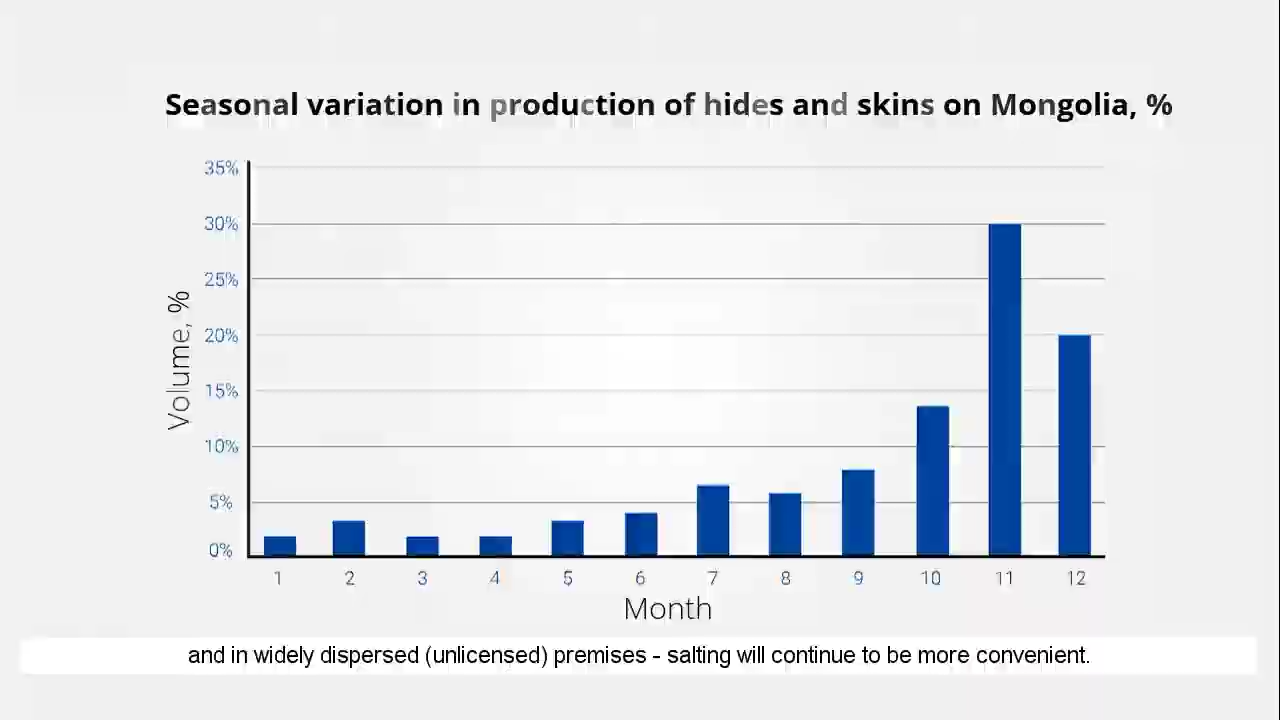 Seasonal variation in production of hides and skins on Mongolia, %
35%
30%
25%
20%
15%
10%
5%
0%
Volume, %
1 2 3 4 5 6 7 8 9 10 11 12
Month
and in widely dispersed (unlicensed) premises - salting will continue to be more convenient.